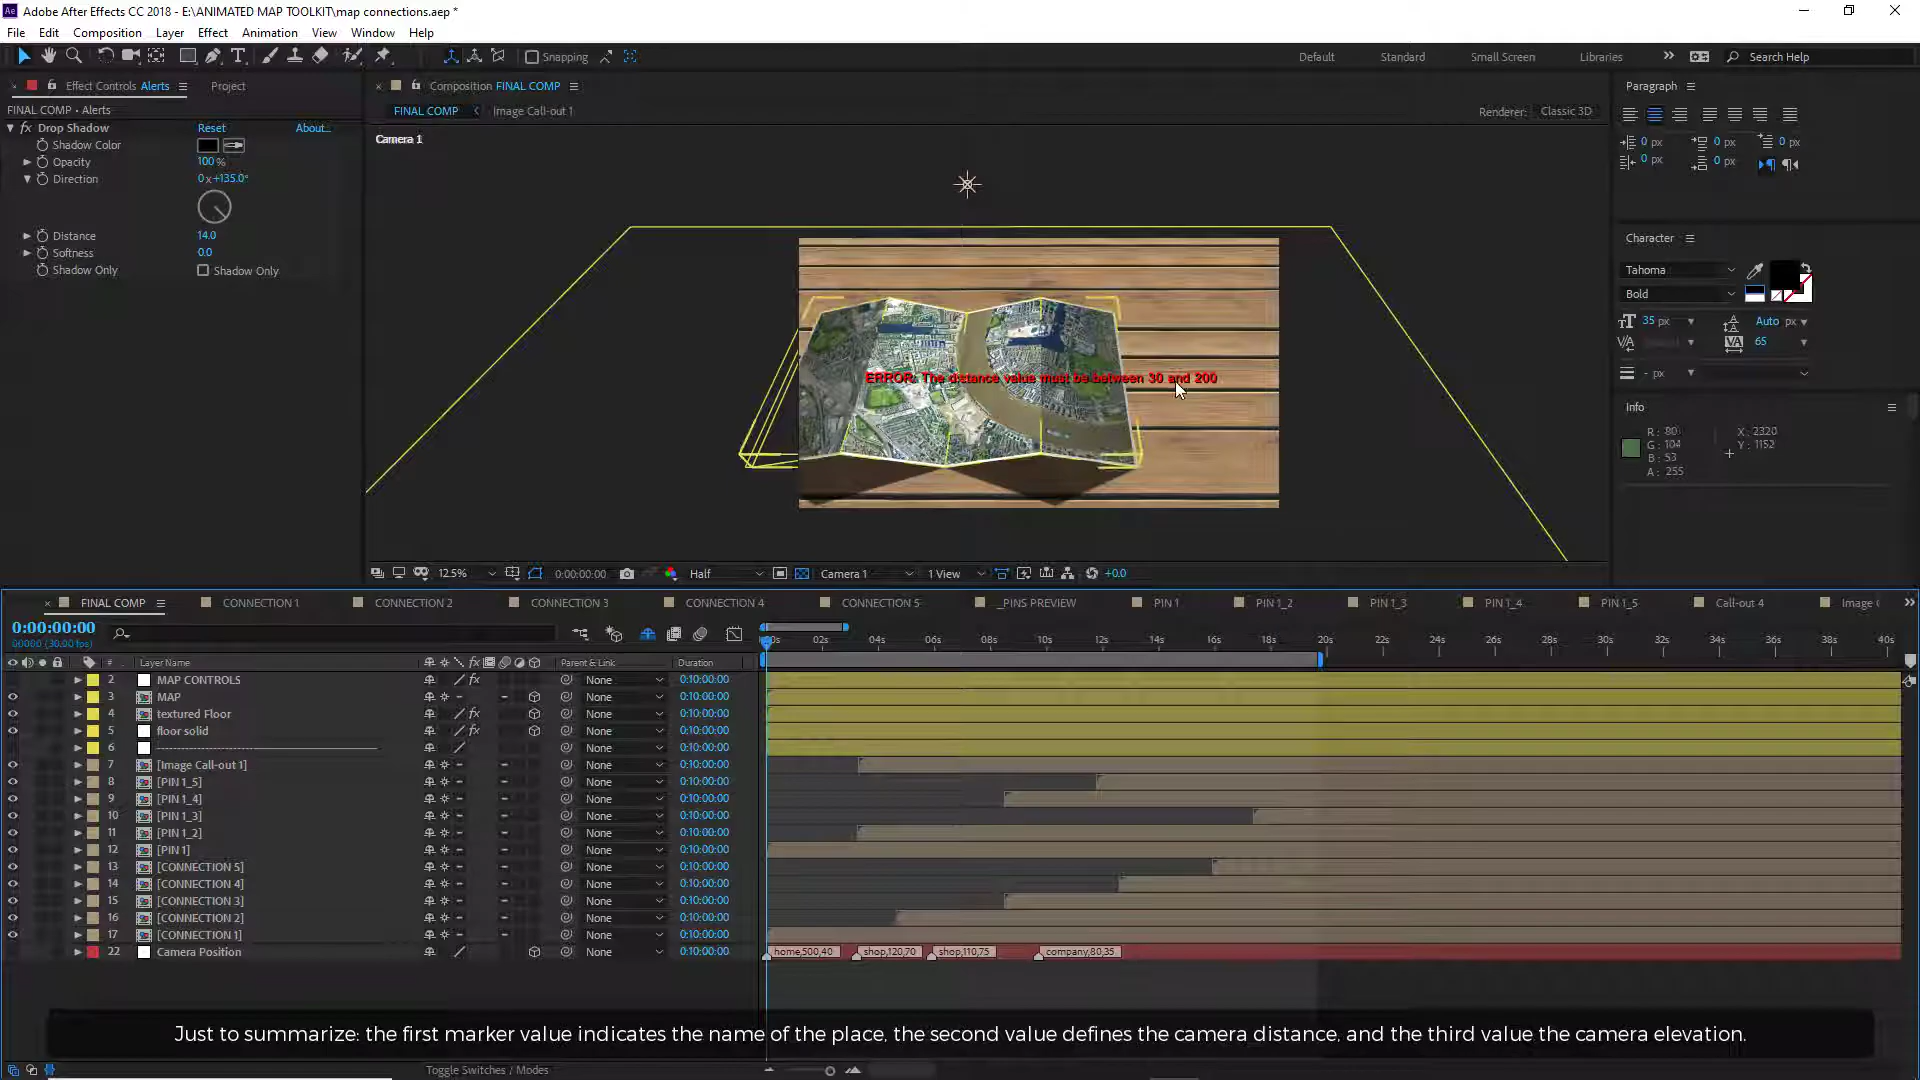 Adobe After Effects CC 2018 - E:\ANIMATED MAP TOOLKIT\map connections.aep *
File Edit Composition Layer Effect Animation View Window Help
Snapping Default Standard Small Screen Libraries Search Help
Effect Controls Alerts Project
Composition FINAL COMP
Paragraph
FINAL COMP • Alerts
FINAL COMP Image Call-out 1
Renderer: Classic 3D
fx Drop Shadow Reset About...
Camera 1
Shadow Color
Opacity 100 %
Direction 0 x +135.0°
Distance 14.0
Softness 0.0
Shadow Only Shadow Only
0 px 0 px 0 px
0 px 0 px
Character
Tahoma
Bold
35 px Auto px
65
- px
ERROR: The distance value must be between 30 and 200
Info
R : 80 X : 2320
G : 104 Y : 1152
B : 53
A : 255
12.5% 0:00:00:00 Half Camera 1 1 View +0.0
FINAL COMP CONNECTION 1 CONNECTION 2 CONNECTION 3 CONNECTION 4 CONNECTION 5 _PINS PREVIEW PIN 1 PIN 1_2 PIN 1_3 PIN 1_4 PIN 1_5 Call-out 4 Image
0:00:00:00
00000 (30.00 fps)
02s 04s 06s 08s 10s 12s 14s 16s 18s 20s 22s 24s 26s 28s 30s 32s 34s 36s 38s 40s
# Layer Name Parent & Link Duration
2 MAP CONTROLS None 0:10:00:00
3 MAP None 0:10:00:00
4 textured Floor None 0:10:00:00
5 floor solid None 0:10:00:00
6 None 0:10:00:00
7 [Image Call-out 1] None 0:10:00:00
8 [PIN 1_5] None 0:10:00:00
9 [PIN 1_4] None 0:10:00:00
10 [PIN 1_3] None 0:10:00:00
11 [PIN 1_2] None 0:10:00:00
12 [PIN 1] None 0:10:00:00
13 [CONNECTION 5] None 0:10:00:00
14 [CONNECTION 4] None 0:10:00:00
15 [CONNECTION 3] None 0:10:00:00
16 [CONNECTION 2] None 0:10:00:00
17 [CONNECTION 1] None 0:10:00:00
22 Camera Position None 0:10:00:00 home,500,40 shop,120,70 shop,110,75 company,80,35
Just to summarize: the first marker value indicates the name of the place, the second value defines the camera distance, and the third value the camera elevation.
Toggle Switches / Modes